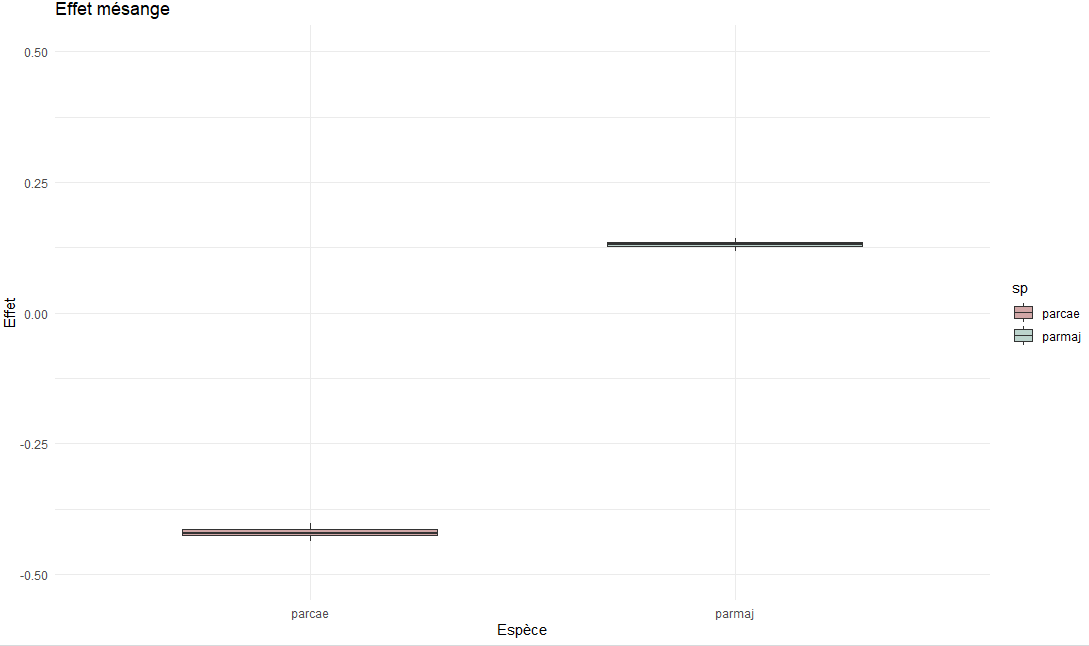 Effet mésange
0.50
0.25
0.00
-0.25
-0.50
Effet
parcae
parmaj
Espèce
sp
parcae
parmaj